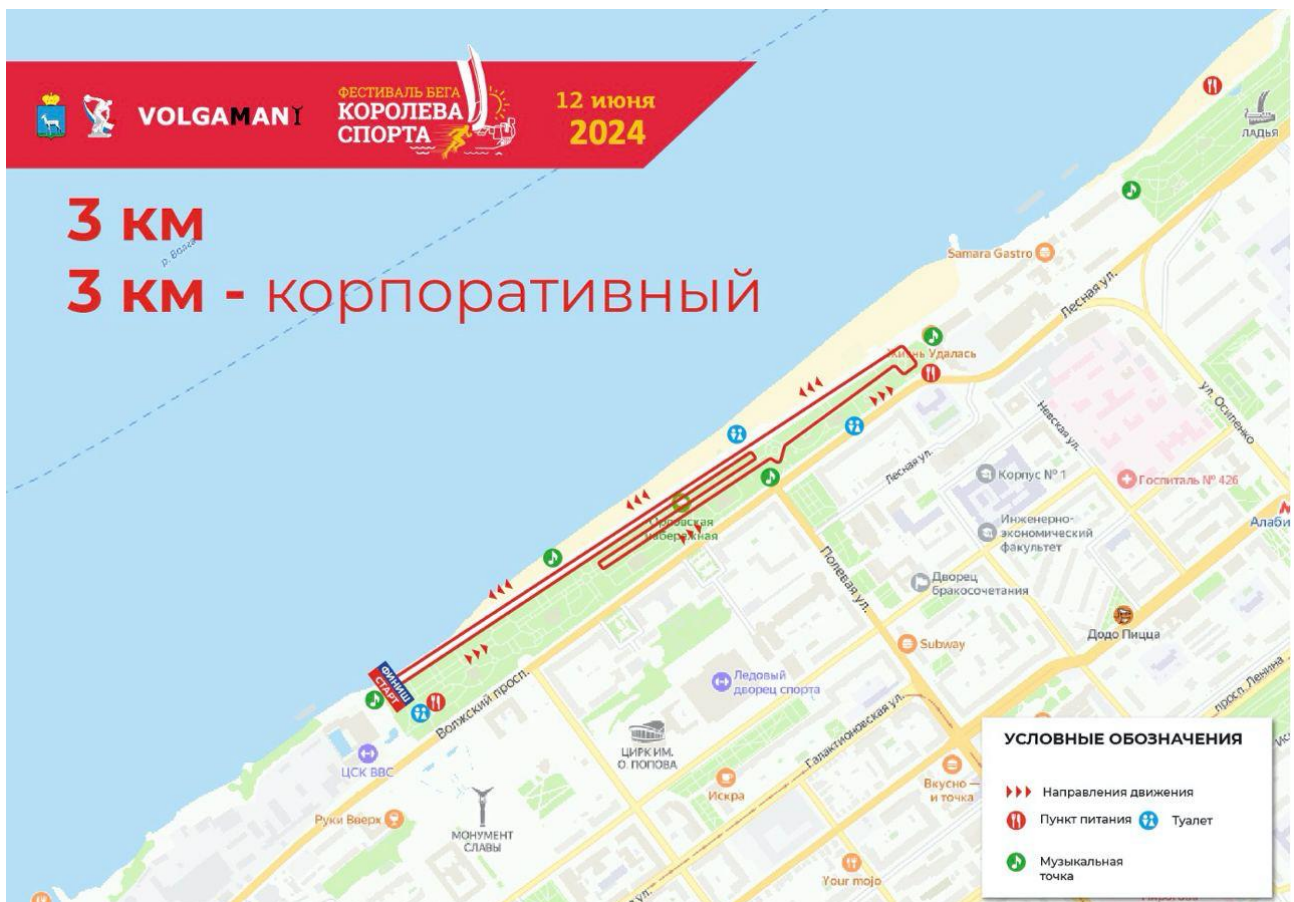 VOLGAMAN
ФЕСТИВАЛЬ БЕГА
КОРОЛЕВА
СПОРТА
12 июня
2024
3 км
3 км - корпоративный
р. Волга
ЛАДЬЯ
Samara Gastro
Лесная ул.
Жизнь Удалась
ул. Осипенко
Невская ул.
Лесная ул.
Корпус № 1
Госпиталь № 426
Алаби
Инженерно-
экономический
факультет
Орловская
набережная
Полевая ул.
Дворец
бракосочетания
Додо Пицца
Subway
Ледовый
дворец спорта
просп. Ленина
ФИНИШ
СТАРТ
Волжский просп.
ЦСК ВВС
ЦИРК ИМ.
О. ПОПОВА
Галактионовская ул.
Искра
Вкусно —
и точка
Руки Вверх
МОНУМЕНТ
СЛАВЫ
Your mojo
УСЛОВНЫЕ ОБОЗНАЧЕНИЯ
Направления движения
Пункт питания
Туалет
Музыкальная
точка